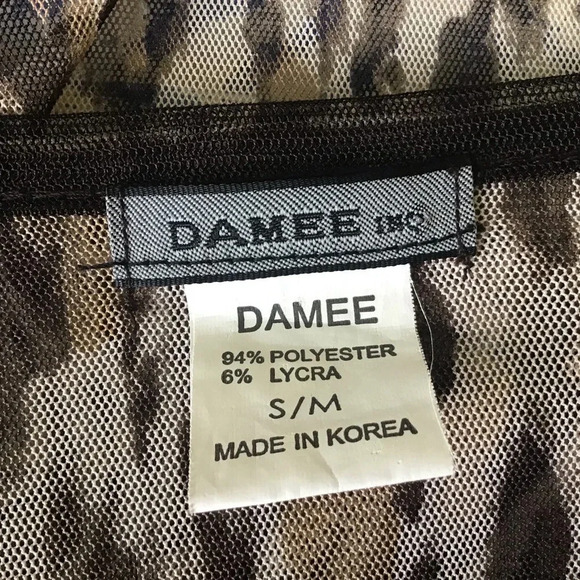 DAMEE INC
DAMEE
94% POLYESTER
6% LYCRA
S/M
MADE IN KOREA